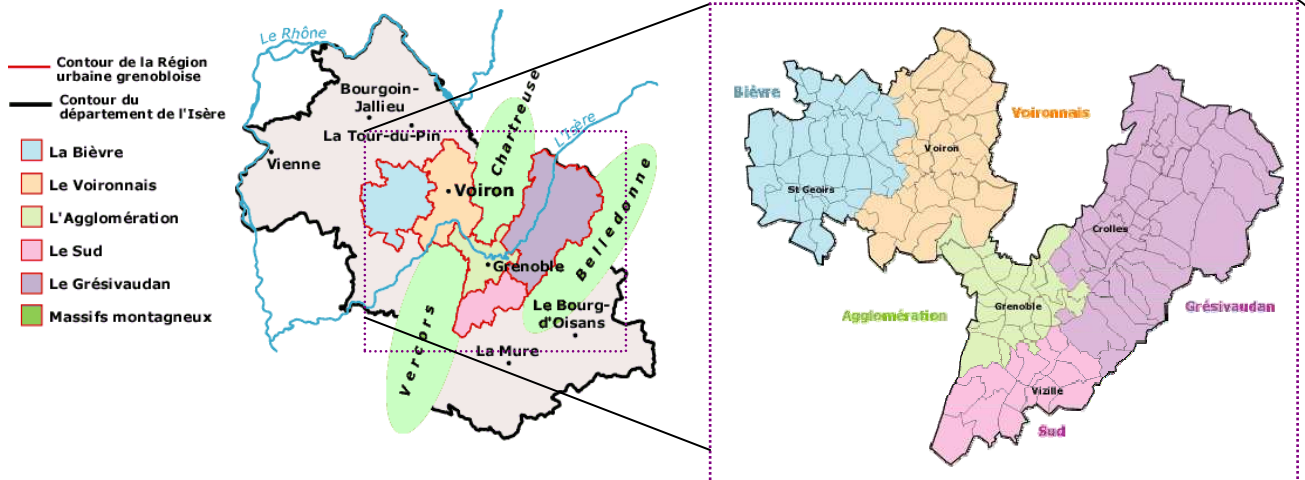 Contour de la Région
urbaine grenobloise
Contour du
département de l'Isère
La Bièvre
Le Voironnais
L'Agglomération
Le Sud
Le Grésivaudan
Massifs montagneux
Le Rhône
Bourgoin-
Jallieu
La Tour-du-Pin
Vienne
Chartreuse
L'Isère
Voiron
Belledonne
Grenoble
Le Bourg-
d'Oisans
La Mure
Vercors
Bièvre
Voironnais
Voiron
St Geoirs
Crolles
Grenoble
Agglomération
Grésivaudan
Vizille
Sud